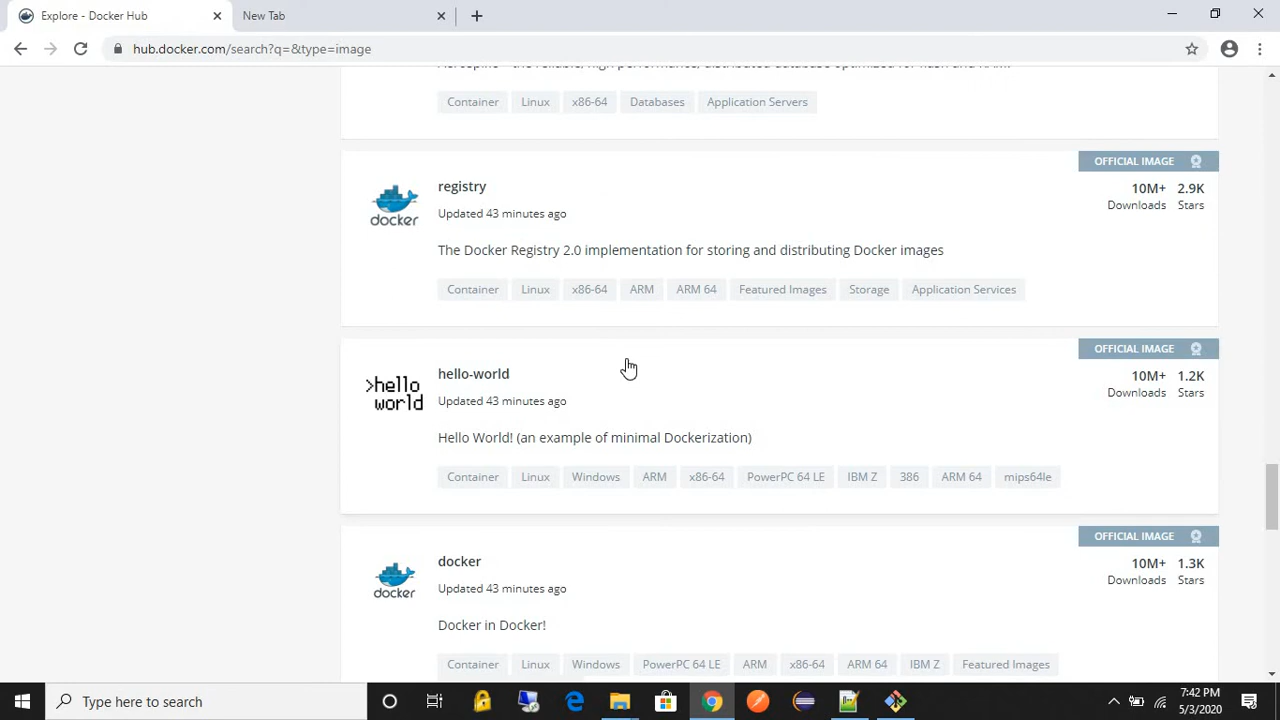 Explore - Docker Hub
New Tab
hub.docker.com/search?q=&type=image
Container Linux x86-64 Databases Application Servers
OFFICIAL IMAGE
registry
10M+ 2.9K
docker
Updated 43 minutes ago
Downloads Stars
The Docker Registry 2.0 implementation for storing and distributing Docker images
Container Linux x86-64 ARM ARM 64 Featured Images Storage Application Services
OFFICIAL IMAGE
hello-world
10M+ 1.2K
>hello
world
Updated 43 minutes ago
Downloads Stars
Hello World! (an example of minimal Dockerization)
Container Linux Windows ARM x86-64 PowerPC 64 LE IBM Z 386 ARM 64 mips64le
OFFICIAL IMAGE
docker
10M+ 1.3K
docker
Updated 43 minutes ago
Downloads Stars
Docker in Docker!
Container Linux Windows PowerPC 64 LE ARM x86-64 ARM 64 IBM Z Featured Images
Type here to search
7:42 PM
5/3/2020